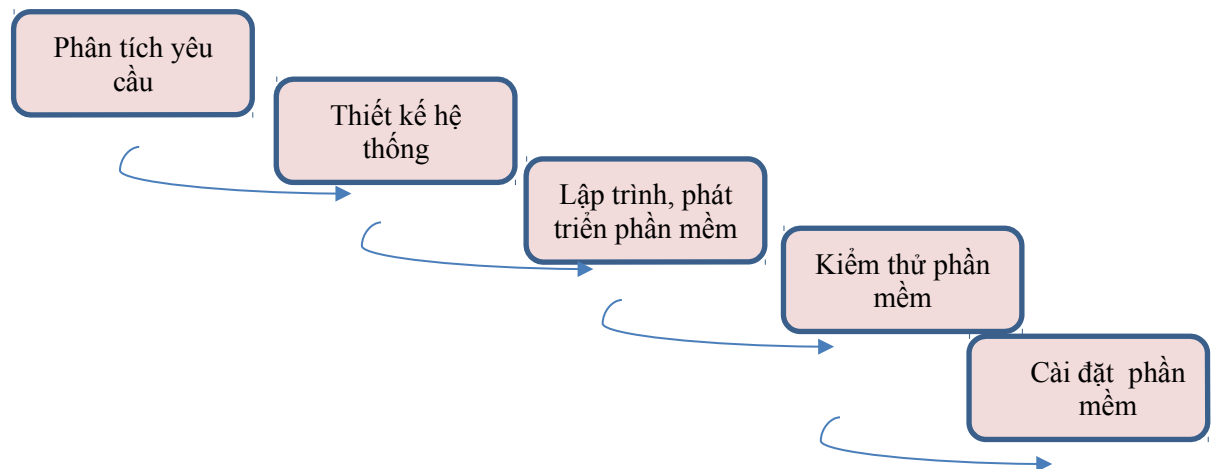 Phân tích yêu
cầu
Thiết kế hệ
thống
Lập trình, phát
triển phần mềm
Kiểm thử phần
mềm
Cài đặt phần
mềm